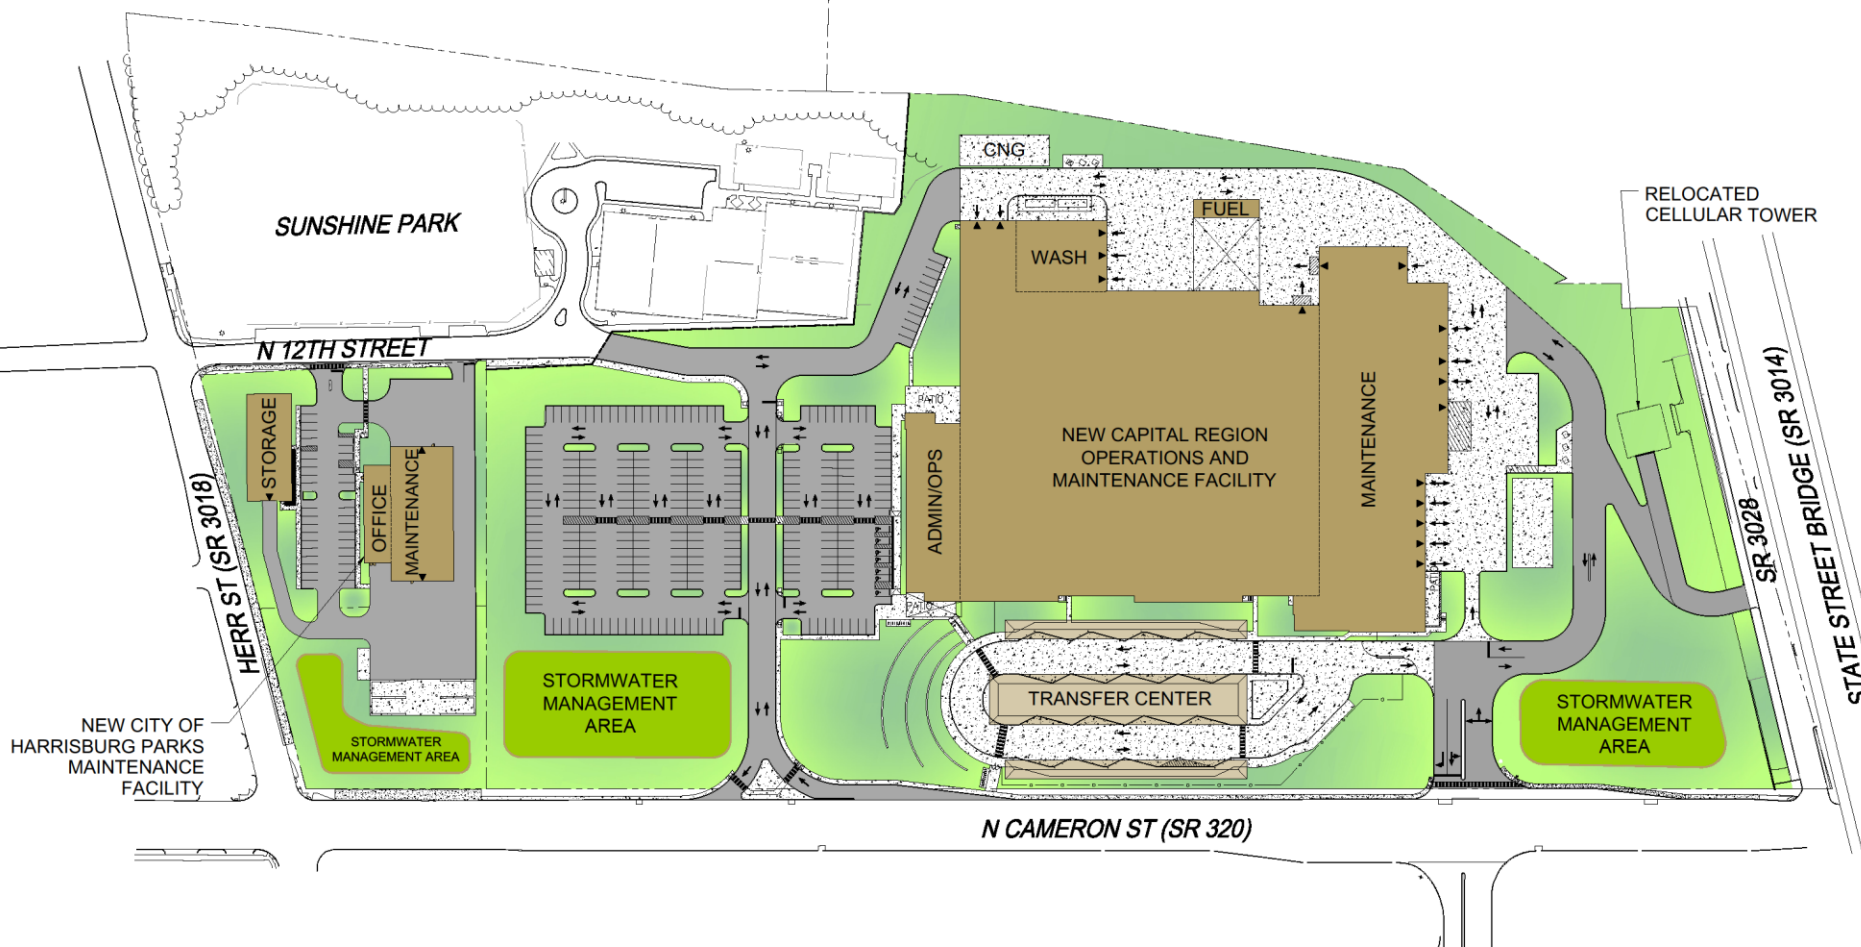 CNG
SUNSHINE PARK
FUEL
WASH
RELOCATED
CELLULAR TOWER
N 12TH STREET
STORAGE
OFFICE
MAINTENANCE
HERR ST (SR 3018)
PATIO
ADMIN/OPS
NEW CAPITAL REGION
OPERATIONS AND
MAINTENANCE FACILITY
MAINTENANCE
PATIO
PATIO
SR 3028
STATE STREET BRIDGE (SR 3014)
STORMWATER
MANAGEMENT
AREA
TRANSFER CENTER
STORMWATER
MANAGEMENT
AREA
NEW CITY OF
HARRISBURG PARKS
MAINTENANCE
FACILITY
STORMWATER
MANAGEMENT AREA
N CAMERON ST (SR 320)